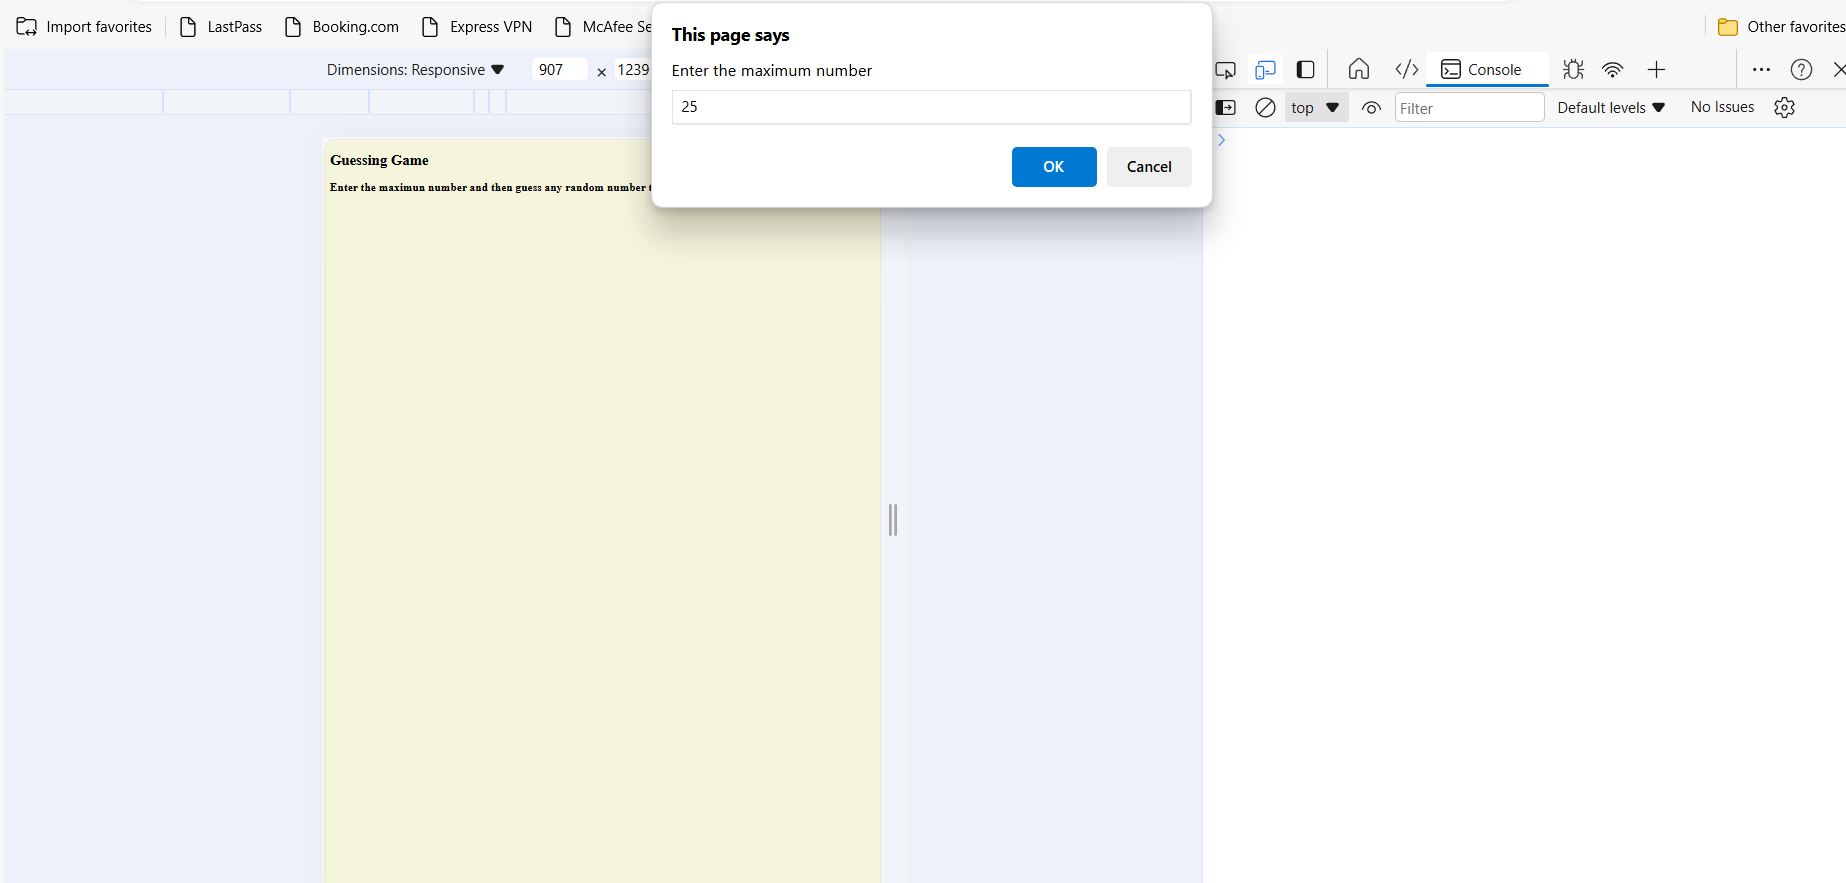 Import favorites LastPass Booking.com Express VPN McAfee Other favorites
This page says
Enter the maximum number
25
OK Cancel
Dimensions: Responsive 907 × 1239
Console
top Filter Default levels No Issues
Guessing Game
Enter the maximun number and then guess any random number